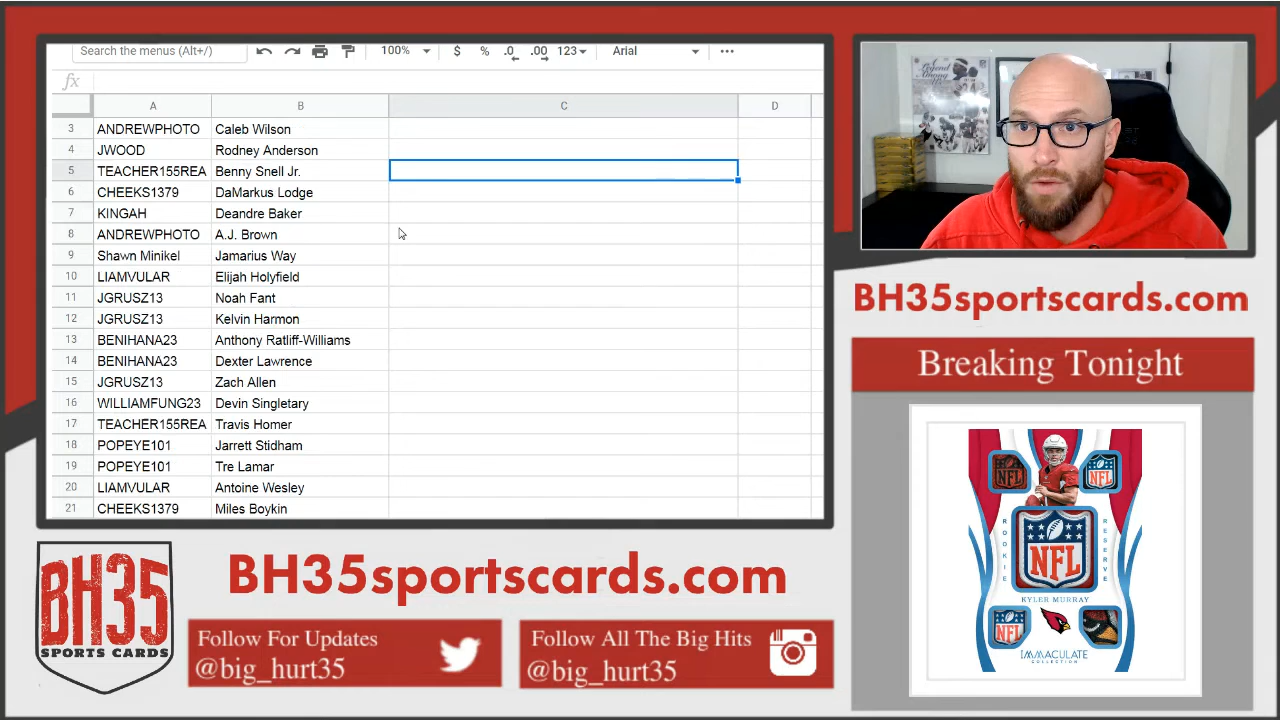 Search the menus (Alt+/)
100%
$
%
.0
.00
123
Arial
fx
A B C D
3 ANDREWPHOTO Caleb Wilson
4 JWOOD Rodney Anderson
5 TEACHER155REA Benny Snell Jr.
6 CHEEKS1379 DaMarkus Lodge
7 KINGAH Deandre Baker
8 ANDREWPHOTO A.J. Brown
9 Shawn Minikel Jamarius Way
10 LIAMVULAR Elijah Holyfield
11 JGRUSZ13 Noah Fant
12 JGRUSZ13 Kelvin Harmon
13 BENIHANA23 Anthony Ratliff-Williams
14 BENIHANA23 Dexter Lawrence
15 JGRUSZ13 Zach Allen
16 WILLIAMFUNG23 Devin Singletary
17 TEACHER155REA Travis Homer
18 POPEYE101 Jarrett Stidham
19 POPEYE101 Tre Lamar
20 LIAMVULAR Antoine Wesley
21 CHEEKS1379 Miles Boykin
Legend
Among
BH35sportscards.com
Breaking Tonight
NFL
NFL
ROOKIE
NFL
RESERVE
KYLER MURRAY
NFL
IMMACULATE
COLLECTION
BH35
SPORTS CARDS
BH35sportscards.com
Follow For Updates
@big_hurt35
Follow All The Big Hits
@big_hurt35